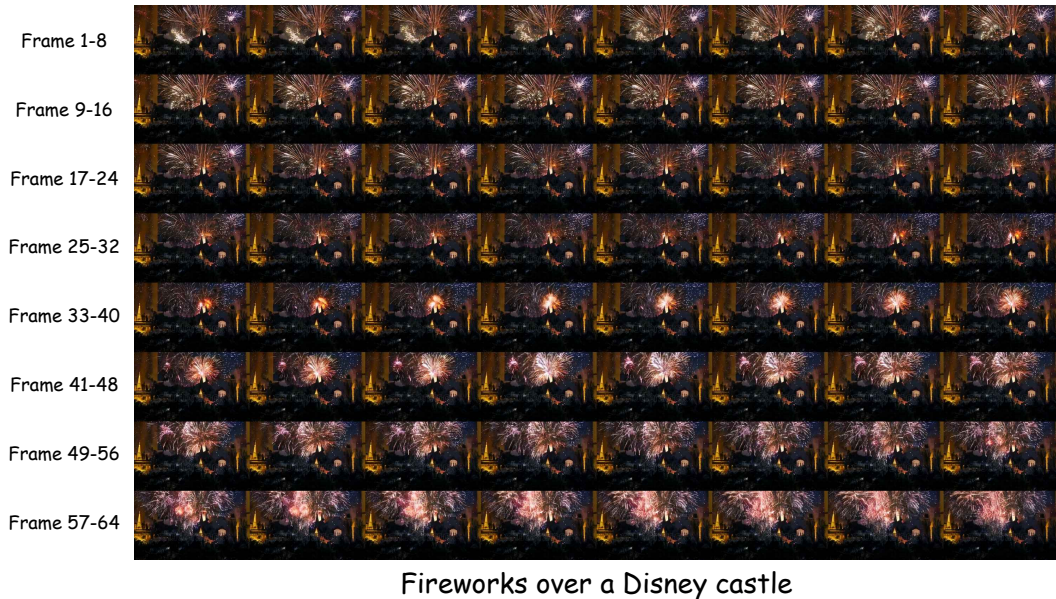 Frame 1-8
Frame 9-16
Frame 17-24
Frame 25-32
Frame 33-40
Frame 41-48
Frame 49-56
Frame 57-64
Fireworks over a Disney castle